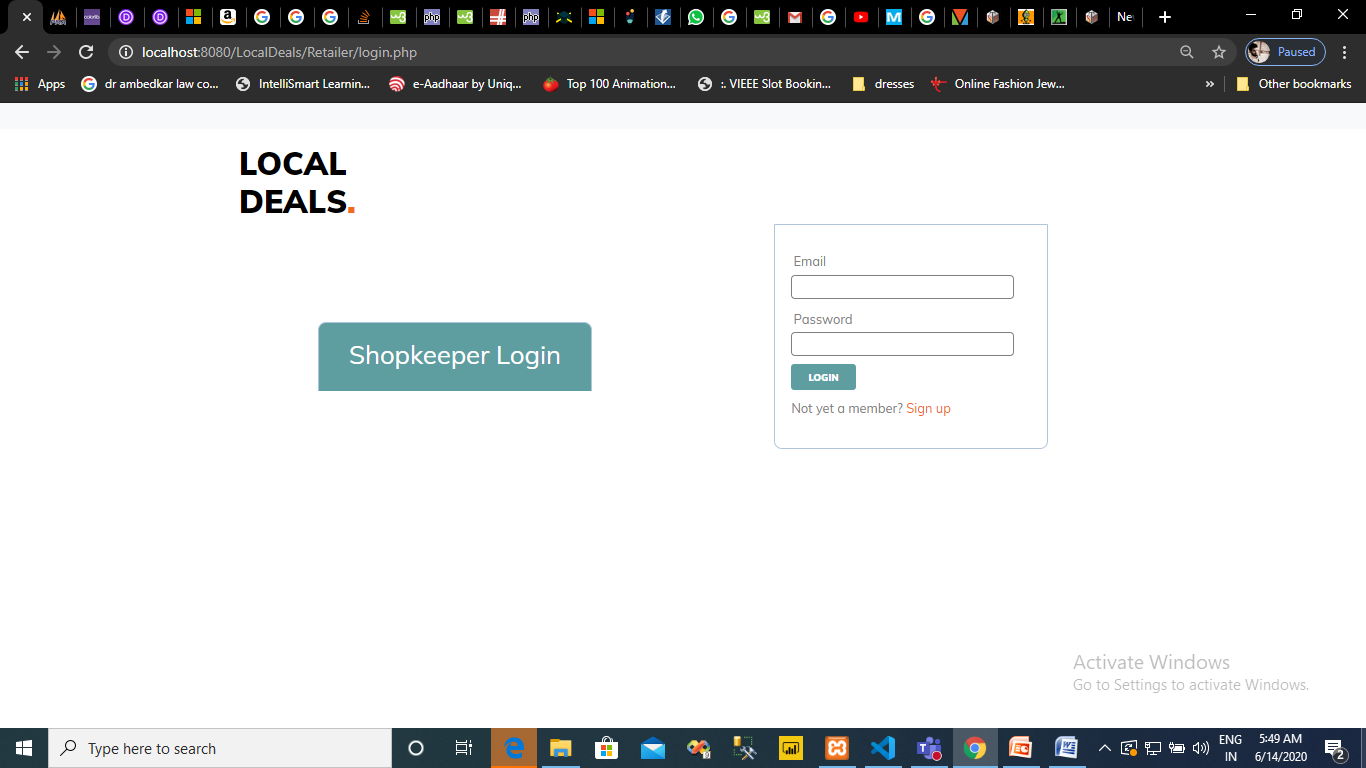 Ne
localhost:8080/LocalDeals/Retailer/login.php
Paused
Apps
dr ambedkar law co...
IntelliSmart Learnin...
e-Aadhaar by Uniq...
Top 100 Animation...
:. VIEEE Slot Bookin...
dresses
Online Fashion Jew...
»
Other bookmarks
LOCAL
DEALS.
Email
Password
Shopkeeper Login
LOGIN
Not yet a member? Sign up
Activate Windows
Go to Settings to activate Windows.
Type here to search
ENG
IN
5:49 AM
6/14/2020
2